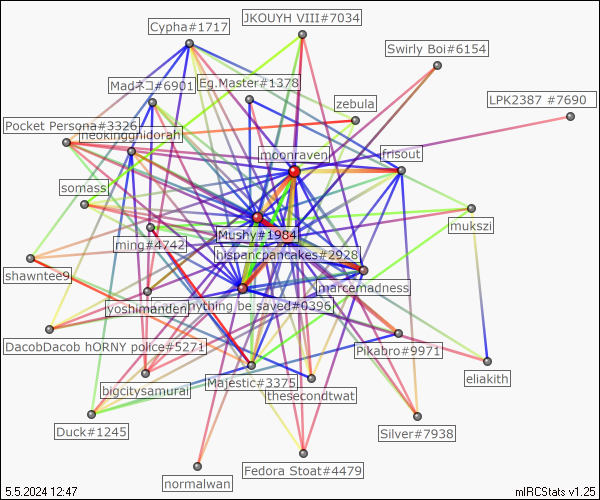 Cypha#1717
JKOUYH VIII#7034
Swirly Boi#6154
Madネコ#6901
Eg.Master#1378
LPK2387 #7690
zebula
Pocket Persona#3326
neokingghidorah
moonraven
frisout
somass
mukszi
Mushy#1984
ming#4742
hispancpancakes#2928
shawntee9
marcemadness
yoshimanden
nything be saved#0396
DacobDacob hORNY police#5271
Pikabro#9971
eliakith
bigcitysamurai
Majestic#3375
thesecondtwat
Duck#1245
Silver#7938
Fedora Stoat#4479
normalwan
5.5.2024 12:47
mIRCStats v1.25